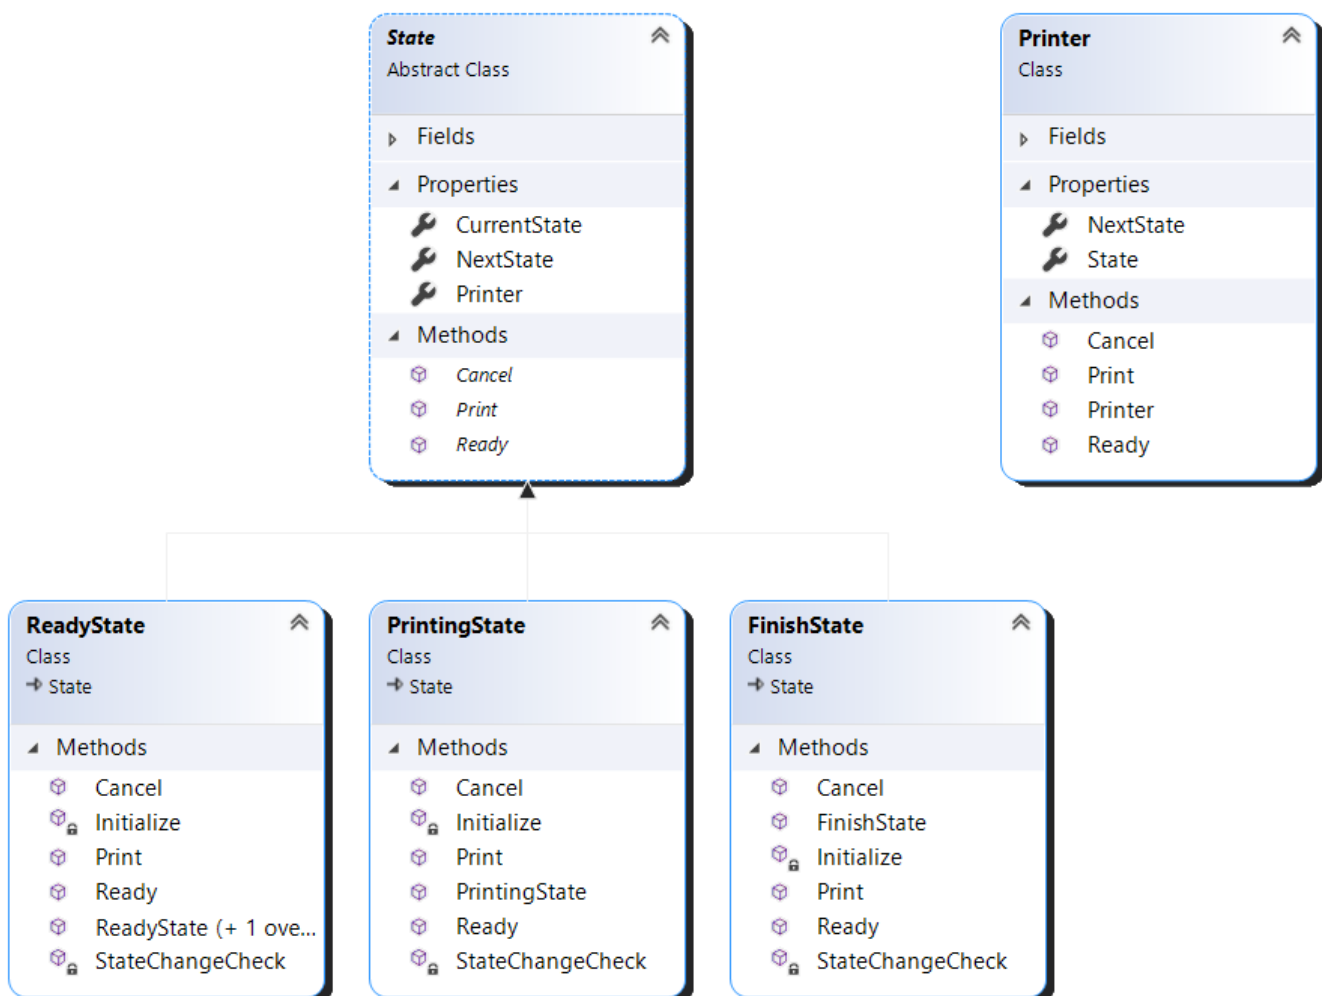 State
Abstract Class
Fields
Properties
CurrentState
NextState
Printer
Methods
Cancel
Print
Ready
Printer
Class
Fields
Properties
NextState
State
Methods
Cancel
Print
Printer
Ready
ReadyState
Class
State
Methods
Cancel
Initialize
Print
Ready
ReadyState (+ 1 ove...
StateChangeCheck
PrintingState
Class
State
Methods
Cancel
Initialize
Print
PrintingState
Ready
StateChangeCheck
FinishState
Class
State
Methods
Cancel
FinishState
Initialize
Print
Ready
StateChangeCheck